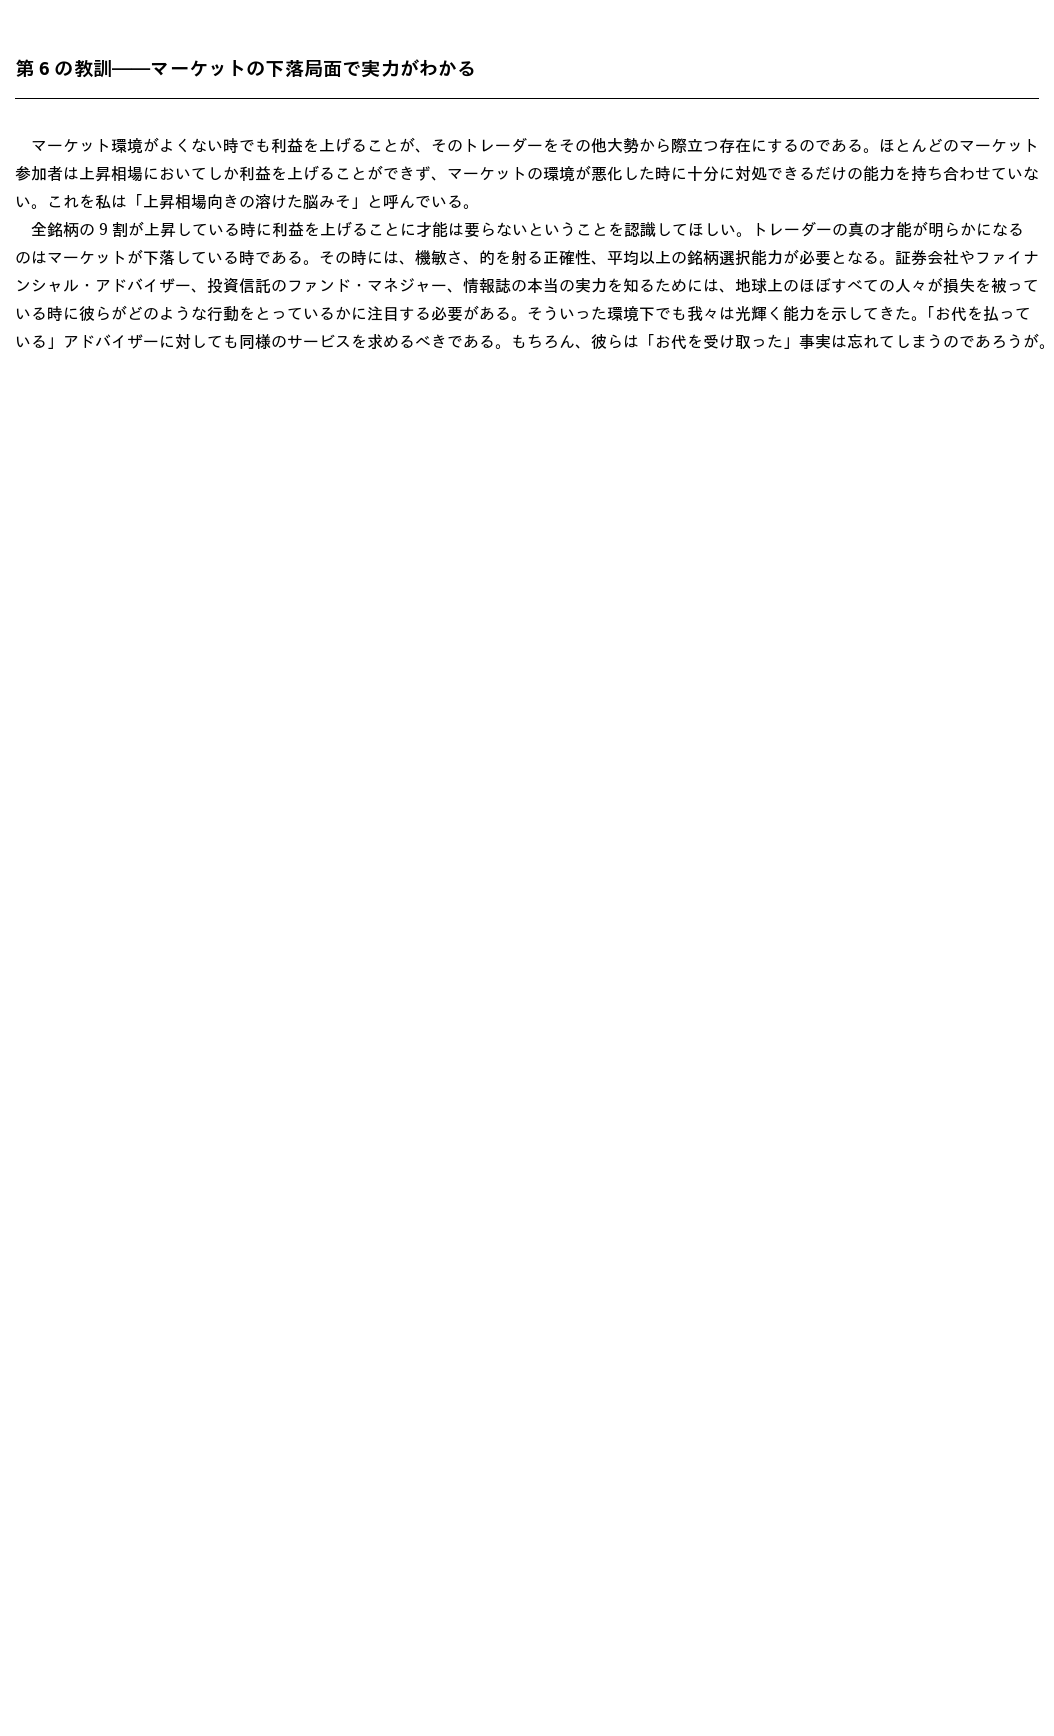 第６の教訓――マーケットの下落局面で実力がわかる
　マーケット環境がよくない時でも利益を上げることが、そのトレーダーをその他大勢から際立つ存在にするのである。ほとんどのマーケット
参加者は上昇相場においてしか利益を上げることができず、マーケットの環境が悪化した時に十分に対処できるだけの能力を持ち合わせていな
い。これを私は「上昇相場向きの溶けた脳みそ」と呼んでいる。
　全銘柄の９割が上昇している時に利益を上げることに才能は要らないということを認識してほしい。トレーダーの真の才能が明らかになる
のはマーケットが下落している時である。その時には、機敏さ、的を射る正確性、平均以上の銘柄選択能力が必要となる。証券会社やファイナ
ンシャル・アドバイザー、投資信託のファンド・マネジャー、情報誌の本当の実力を知るためには、地球上のほぼすべての人々が損失を被って
いる時に彼らがどのような行動をとっているかに注目する必要がある。そういった環境下でも我々は光輝く能力を示してきた。「お代を払って
いる」アドバイザーに対しても同様のサービスを求めるべきである。もちろん、彼らは「お代を受け取った」事実は忘れてしまうのであろうが。